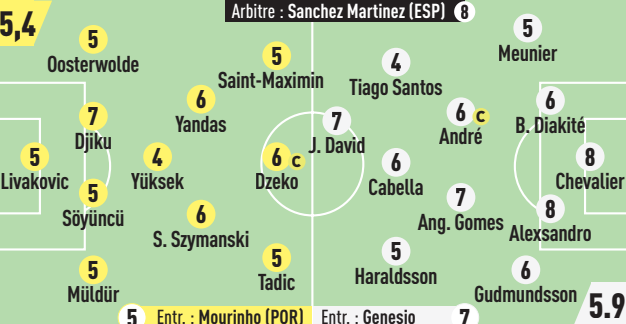 5,4
Arbitre : Sanchez Martinez (ESP) 8
5
Oosterwolde
7
Djiku
5
Livakovic
5
Söyüncü
5
Müldür
4
Yüksek
6
Yandas
6
S. Szymanski
5
Saint-Maximin
6 C
Dzeko
5
Tadic
7
J. David
4
Tiago Santos
6
Cabella
5
Haraldsson
6 C
André
7
Ang. Gomes
5
Meunier
6
B. Diakité
8
Alexsandro
6
Gudmundsson
8
Chevalier
5 Entr. : Mourinho (POR)
Entr. : Genesio 7
5.9